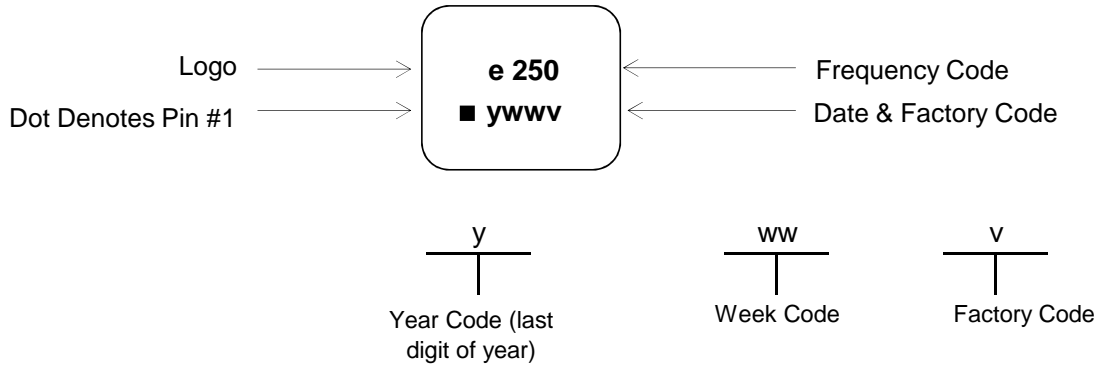 Logo
e 250
Frequency Code
Dot Denotes Pin #1
■ ywwv
Date & Factory Code
y
ww
v
Year Code (last
digit of year)
Week Code
Factory Code